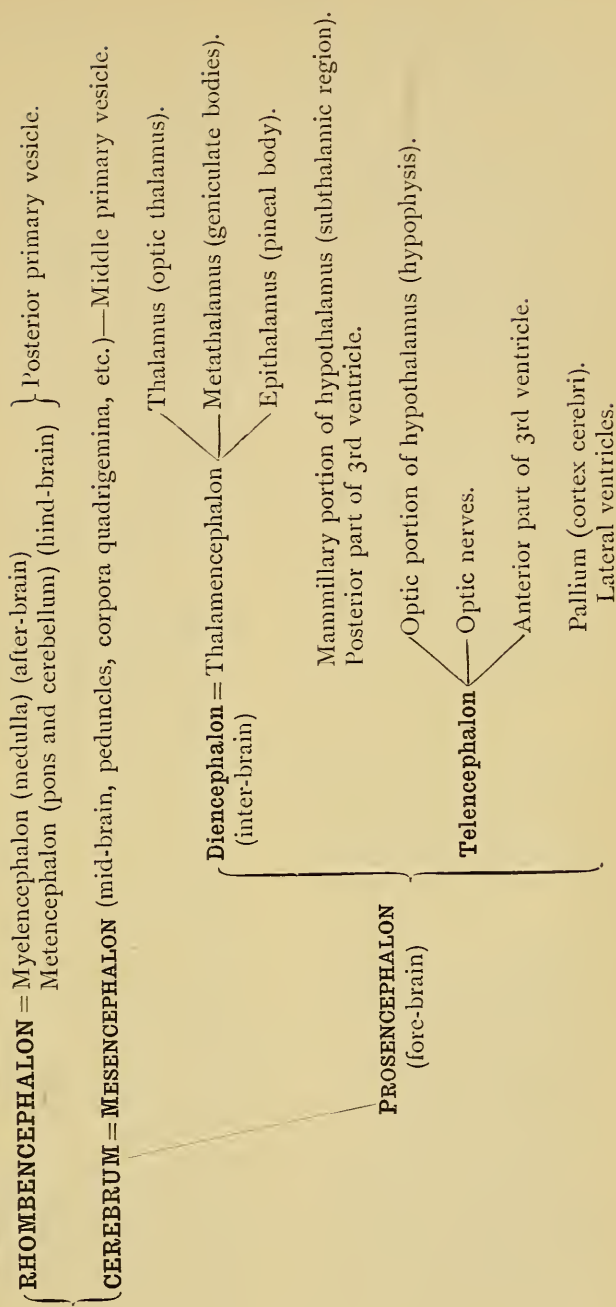 RHOMBENCEPHALON = Myelencephalon (medulla) (after-brain)
Metencephalon (pons and cerebellum) (hind-brain)
} Posterior primary vesicle.
CEREBRUM = MESENCEPHALON (mid-brain, peduncles, corpora quadrigemina, etc.)—Middle primary vesicle.
PROSENCEPHALON
(fore-brain)
Diencephalon = Thalamencephalon
(inter-brain)
Thalamus (optic thalamus).
Metathalamus (geniculate bodies).
Epithalamus (pineal body).
Mammillary portion of hypothalamus (subthalamic region).
Posterior part of 3rd ventricle.
Telencephalon
Optic portion of hypothalamus (hypophysis).
Optic nerves.
Anterior part of 3rd ventricle.
Pallium (cortex cerebri).
Lateral ventricles.